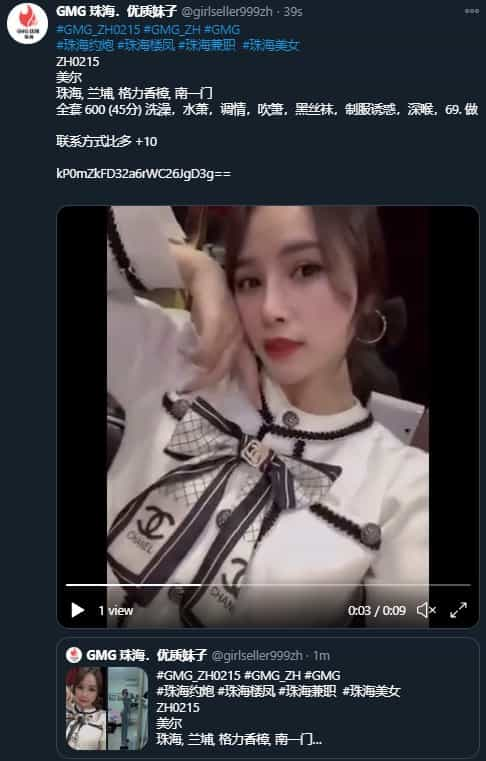 GMG 珠海．优质妹子 @girlseller999zh · 39s
#GMG_ZH0215 #GMG_ZH #GMG
#珠海约炮 #珠海楼凤 #珠海兼职 #珠海美女
ZH0215
美尔
珠海, 兰埔, 格力香樟, 南一门
全套 600 (45分) 洗澡，水萧，调情，吹箫，黑丝袜，制服诱惑，深喉，69. 做
联系方式比多 +10
kP0mZkFD32a6rWC26JgD3g==
GMG 珠海
CHANEL
CHANEL
1 view
0:03 / 0:09
GMG 珠海．优质妹子 @girlseller999zh · 1m
#GMG_ZH0215 #GMG_ZH #GMG
#珠海约炮 #珠海楼凤 #珠海兼职 #珠海美女
ZH0215
美尔
珠海, 兰埔, 格力香樟, 南一门...